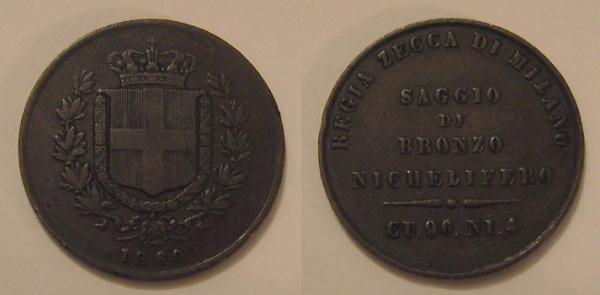 1860
REGIA ZECCA DI MILANO
SAGGIO
DI
BRONZO
NICHELIFERO
CU.96. NI.4